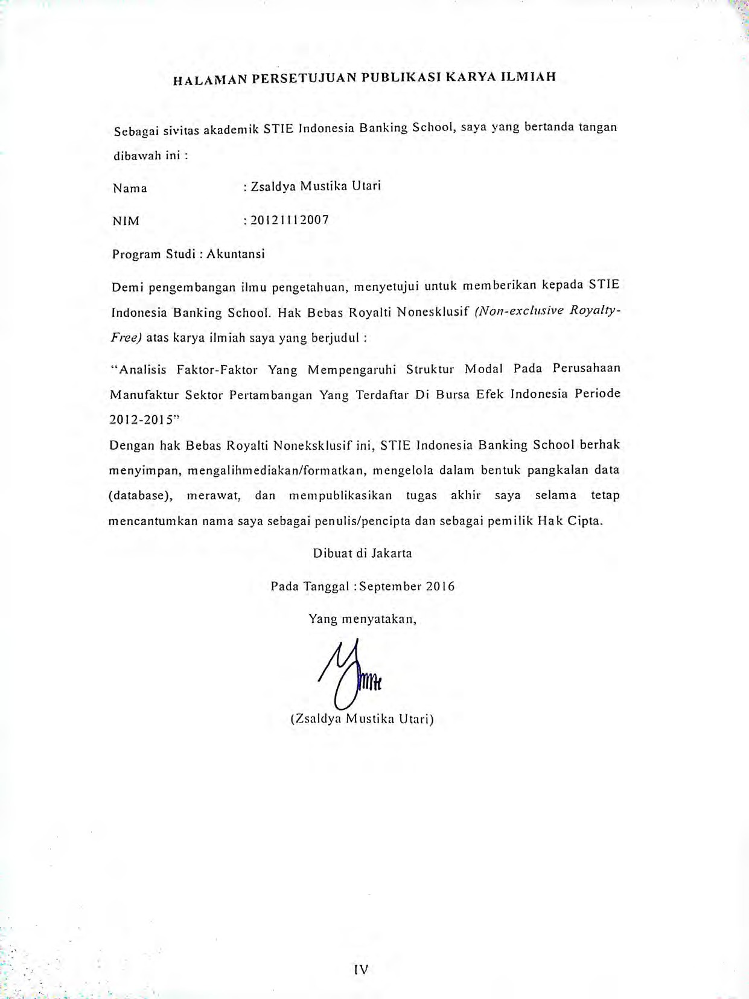 HALAMAN PERSETUJUAN PUBLIKASI KARYA ILMIAH
Sebagai sivitas akademik STIE Indonesia Banking School, saya yang bertanda tangan
dibawah ini :
Nama : Zsaldya Mustika Utari
NIM : 20121112007
Program Studi : Akuntansi
Demi pengembangan ilmu pengetahuan, menyetujui untuk memberikan kepada STIE
Indonesia Banking School. Hak Bebas Royalti Nonesklusif (Non-exclusive Royalty-
Free) atas karya ilmiah saya yang berjudul :
“Analisis Faktor-Faktor Yang Mempengaruhi Struktur Modal Pada Perusahaan
Manufaktur Sektor Pertambangan Yang Terdaftar Di Bursa Efek Indonesia Periode
2012-2015”
Dengan hak Bebas Royalti Noneksklusif ini, STIE Indonesia Banking School berhak
menyimpan, mengalihmediakan/formatkan, mengelola dalam bentuk pangkalan data
(database), merawat, dan mempublikasikan tugas akhir saya selama tetap
mencantumkan nama saya sebagai penulis/pencipta dan sebagai pemilik Hak Cipta.
Dibuat di Jakarta
Pada Tanggal :September 2016
Yang menyatakan,
(Zsaldya Mustika Utari)
IV